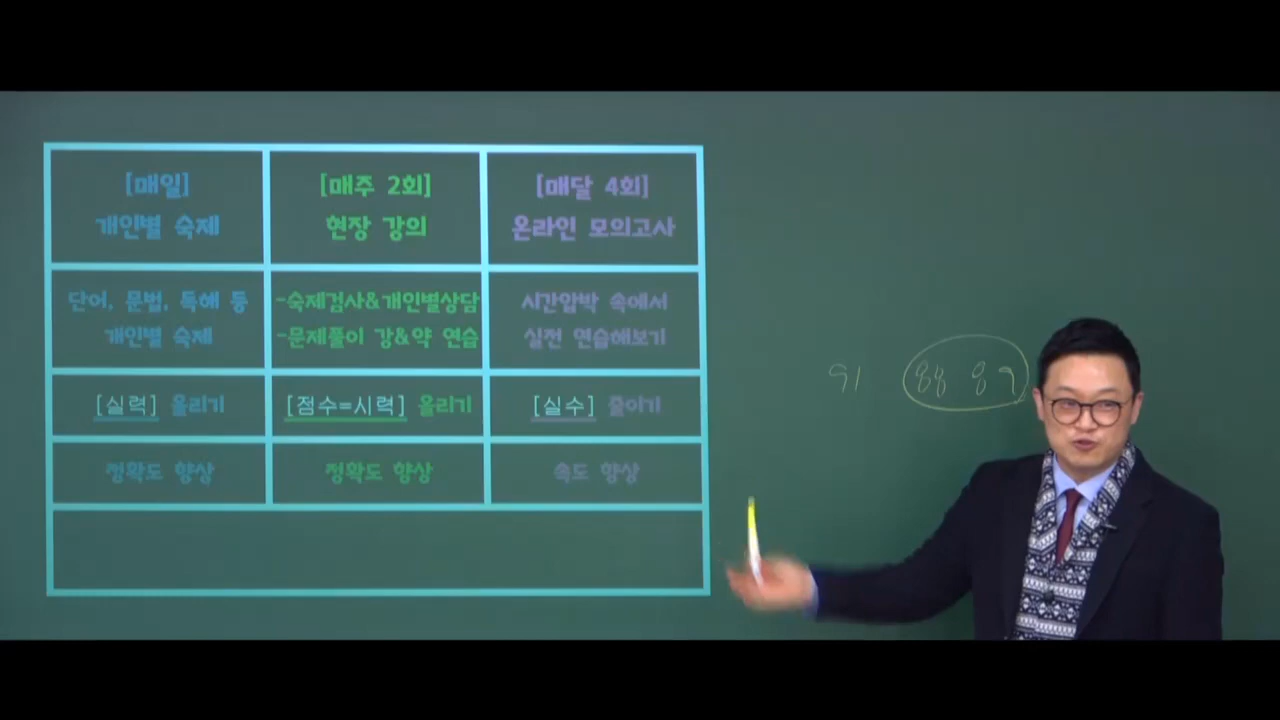 [매일]
개인별 숙제
[매주 2회]
현장 강의
[매달 4회]
온라인 모의고사
단어, 문법, 독해 등
개인별 숙제
-숙제검사&개인별상담
-문제풀이 강&약 연습
시간압박 속에서
실전 연습해보기
[실력] 올리기
[점수=시력] 올리기
[실수] 줄이기
정확도 향상
정확도 향상
속도 향상
91 88 89